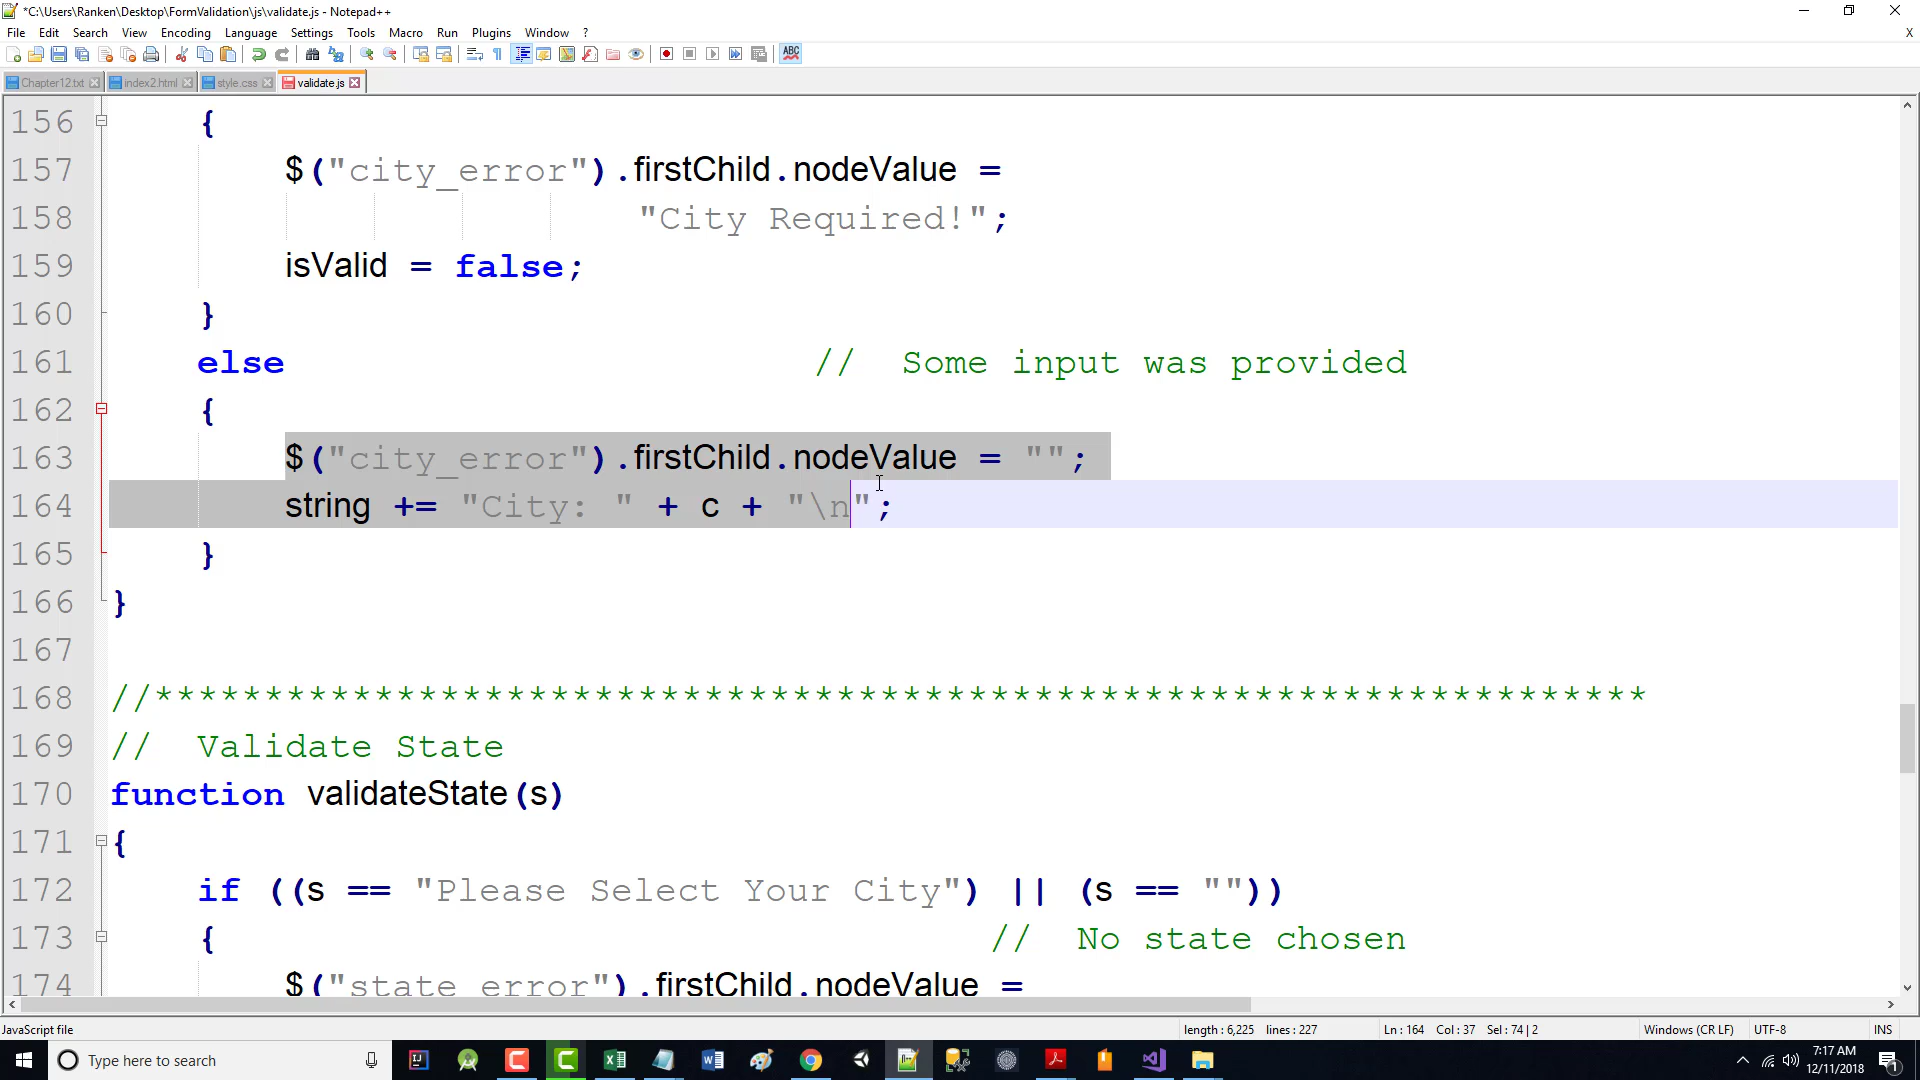 *C:\Users\Ranken\Desktop\FormValidation\js\validate.js - Notepad++
File Edit Search View Encoding Language Settings Tools Macro Run Plugins Window ? X
ABC
Chapter12.txt index2.html style.css validate.js
156 {
157 $("city_error").firstChild.nodeValue =
158 "City Required!";
159 isValid = false;
160 }
161 else // Some input was provided
162 {
163 $("city_error").firstChild.nodeValue = "";
164 string += "City: " + c + "\n";
165 }
166 }
167
168 //********************************************************************
169 // Validate State
170 function validateState(s)
171 {
172 if ((s == "Please Select Your City") || (s == ""))
173 { // No state chosen
174 $("state_error").firstChild.nodeValue =
JavaScript file length : 6,225 lines : 227 Ln : 164 Col : 37 Sel : 74 | 2 Windows (CR LF) UTF-8 INS
Type here to search
7:17 AM
12/11/2018